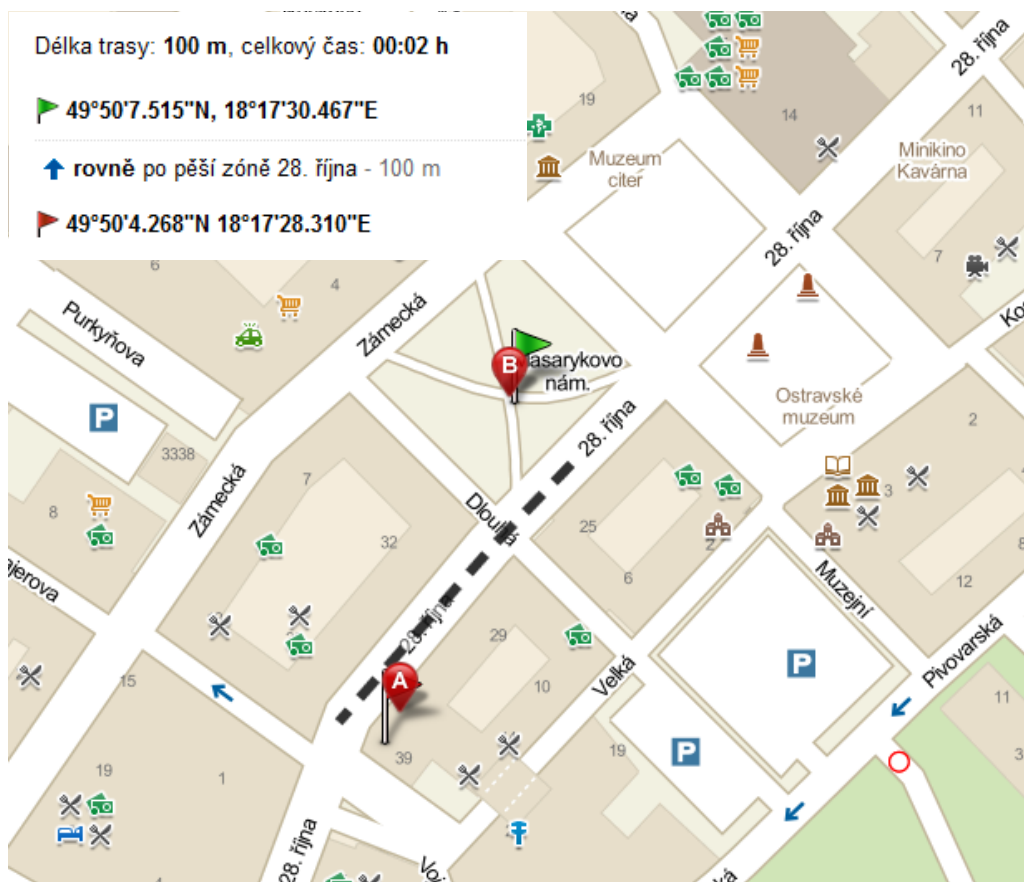 Délka trasy: 100 m, celkový čas: 00:02 h
49°50'7.515"N, 18°17'30.467"E
rovně po pěší zóně 28. října - 100 m
49°50'4.268"N 18°17'28.310"E
28. října
19
14
11
Muzeum
citer
Minikino
Kavárna
28. října
7
6
4
Purkyňova
Zámecká
B
asarykovo
nám.
Ostravské
muzeum
2
P
28. října
3338
7
Zámecká
3
8
Dlouhá
25
32
2
6
12
8
Muzejní
28. října
29
Velká
Pivovarská
P
15
A
10
11
19
P
39
3
19
1
28. října